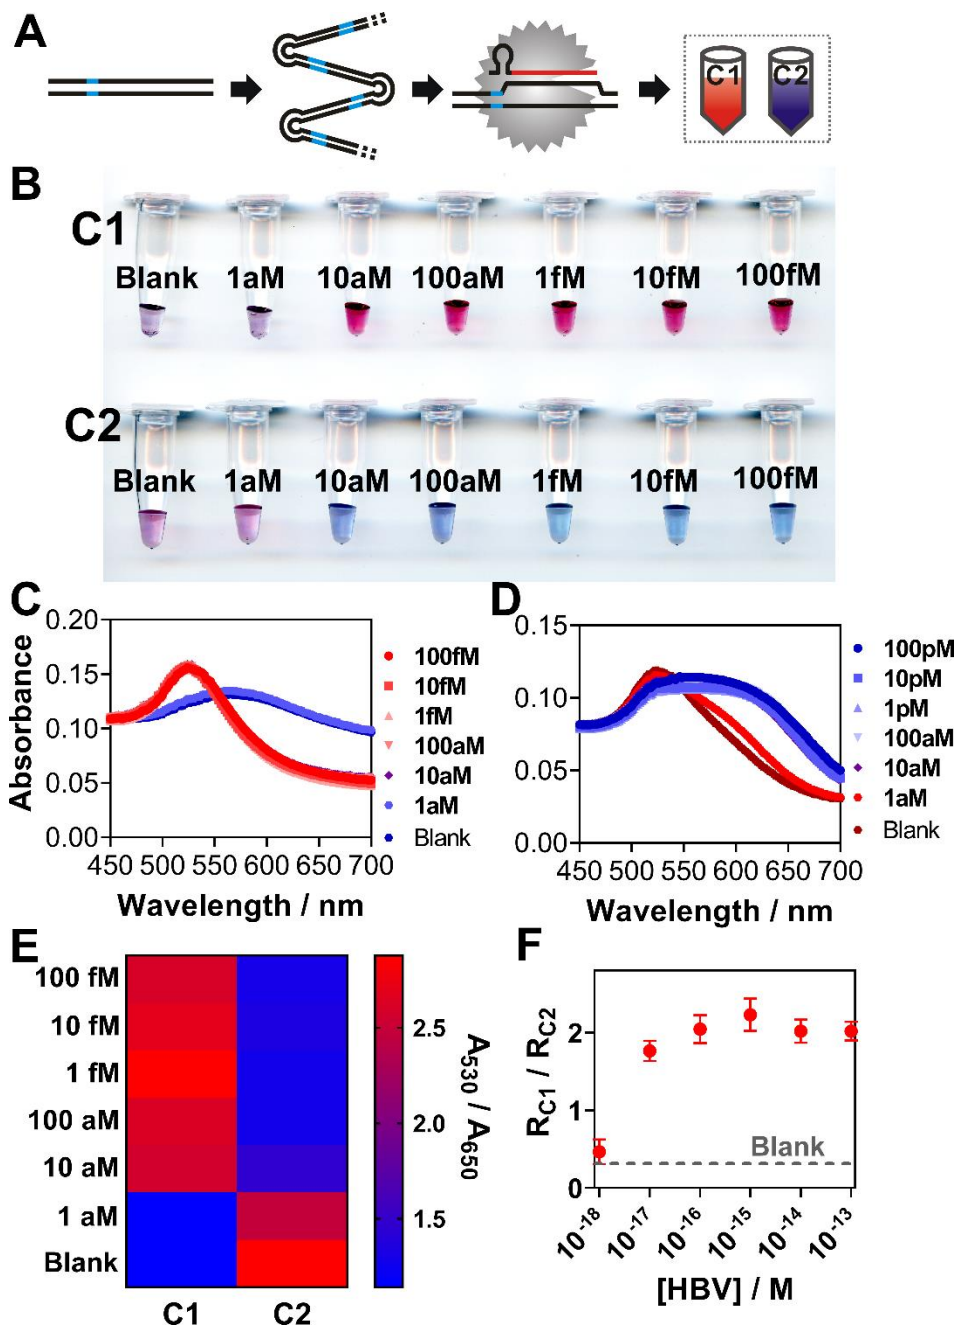 A
C1 C2
B
C1
Blank 1aM 10aM 100aM 1fM 10fM 100fM
C2
Blank 1aM 10aM 100aM 1fM 10fM 100fM
C
Absorbance
0.20
0.15
0.10
0.05
0.00
450 500 550 600 650 700
Wavelength / nm
100fM
10fM
1fM
100aM
10aM
1aM
Blank
D
0.15
0.10
0.05
0.00
450 500 550 600 650 700
Wavelength / nm
100pM
10pM
1pM
100aM
10aM
1aM
Blank
E
100 fM
10 fM
1 fM
100 aM
10 aM
1 aM
Blank
C1 C2
2.5
2.0
1.5
A530 / A650
F
RC1 / RC2
2
1
0
Blank
10-18 10-17 10-16 10-15 10-14 10-13
[HBV] / M